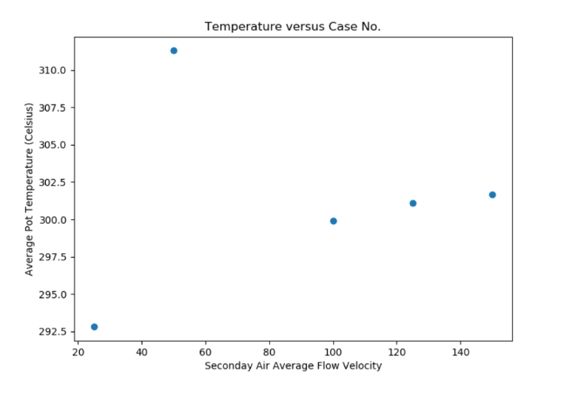 Temperature versus Case No.
Average Pot Temperature (Celsius)
310.0
307.5
305.0
302.5
300.0
297.5
295.0
292.5
20 40 60 80 100 120 140
Seconday Air Average Flow Velocity